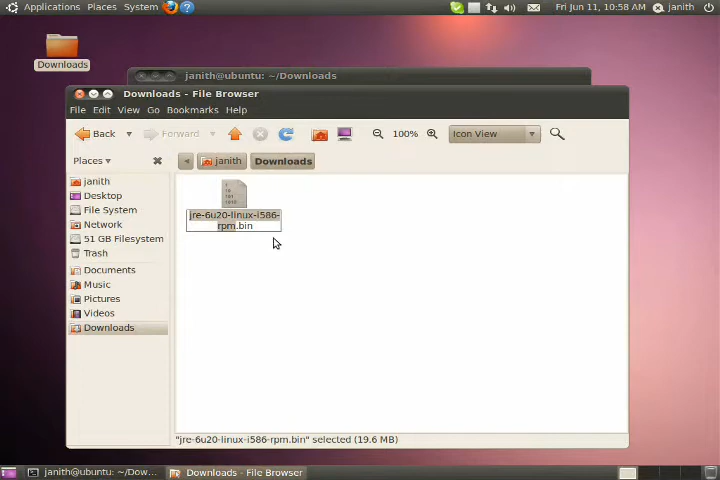 Applications Places System
Fri Jun 11, 10:58 AM janith
Downloads
janith@ubuntu: ~/Downloads
Downloads - File Browser
File Edit View Go Bookmarks Help
Back Forward 100% Icon View
Places janith Downloads
janith
Desktop
File System
Network
51 GB Filesystem
Trash
Documents
Music
Pictures
Videos
Downloads
jre-6u20-linux-i586-
rpm.bin
"jre-6u20-linux-i586-rpm.bin" selected (19.6 MB)
janith@ubuntu: ~/Dow... Downloads - File Browser